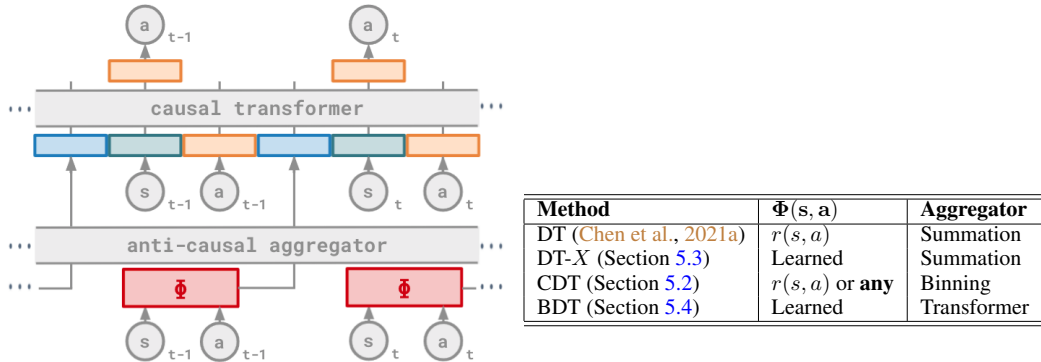 a t-1 a t
... causal transformer ...
s t-1 a t-1 s t a t
... anti-causal aggregator ...
Φ Φ
... ...
s t-1 a t-1 s t a t
Method Φ(s, a) Aggregator
DT (Chen et al., 2021a) r(s, a) Summation
DT-X (Section 5.3) Learned Summation
CDT (Section 5.2) r(s, a) or any Binning
BDT (Section 5.4) Learned Transformer